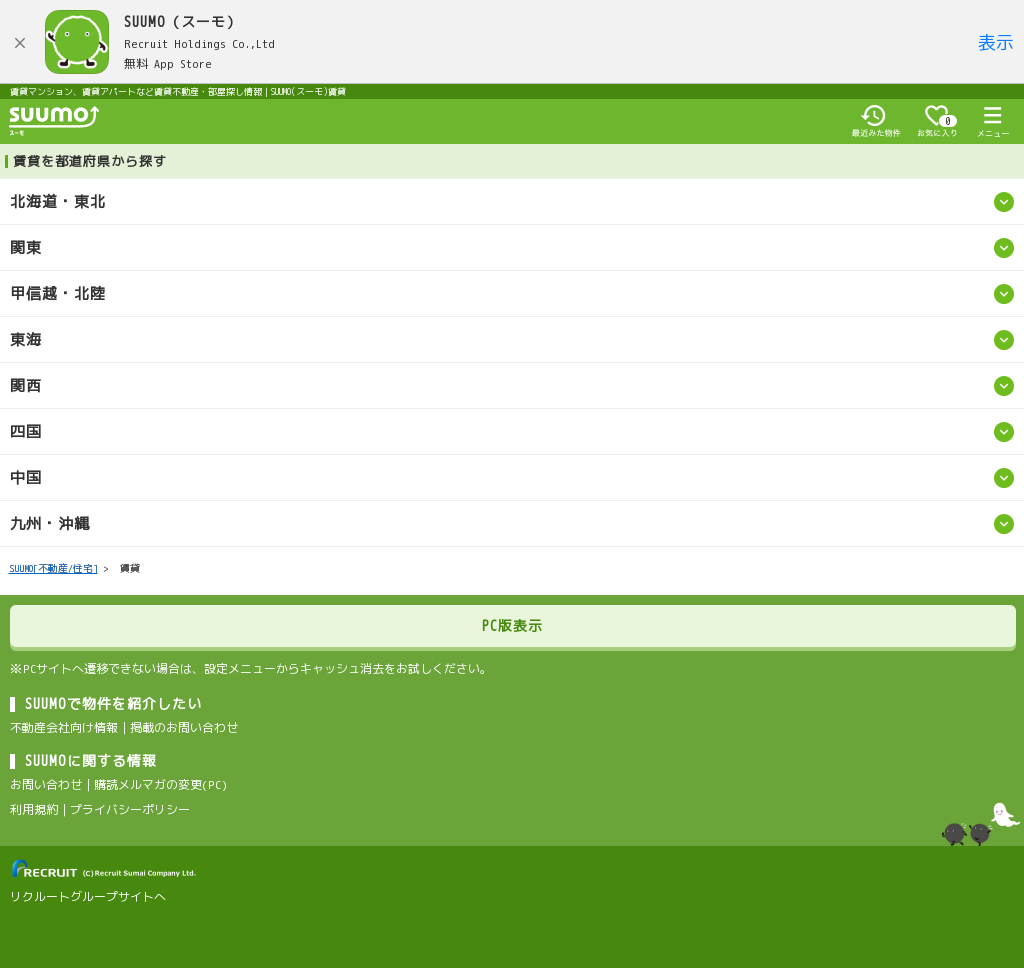 SUUMO (スーモ)
Recruit Holdings Co.,Ltd
無料 App Store
表示
賃貸マンション、賃貸アパートなど賃貸不動産・部屋探し情報｜SUUMO(スーモ)賃貸
SUUMO
スーモ
最近みた物件
0
お気に入り
メニュー
賃貸を都道府県から探す
北海道・東北
関東
甲信越・北陸
東海
関西
四国
中国
九州・沖縄
SUUMO[不動産/住宅] > 賃貸
PC版表示
※PCサイトへ遷移できない場合は、設定メニューからキャッシュ消去をお試しください。
SUUMOで物件を紹介したい
不動産会社向け情報｜掲載のお問い合わせ
SUUMOに関する情報
お問い合わせ｜購読メルマガの変更(PC)
利用規約｜プライバシーポリシー
RECRUIT (C)Recruit Sumai Company Ltd.
リクルートグループサイトへ